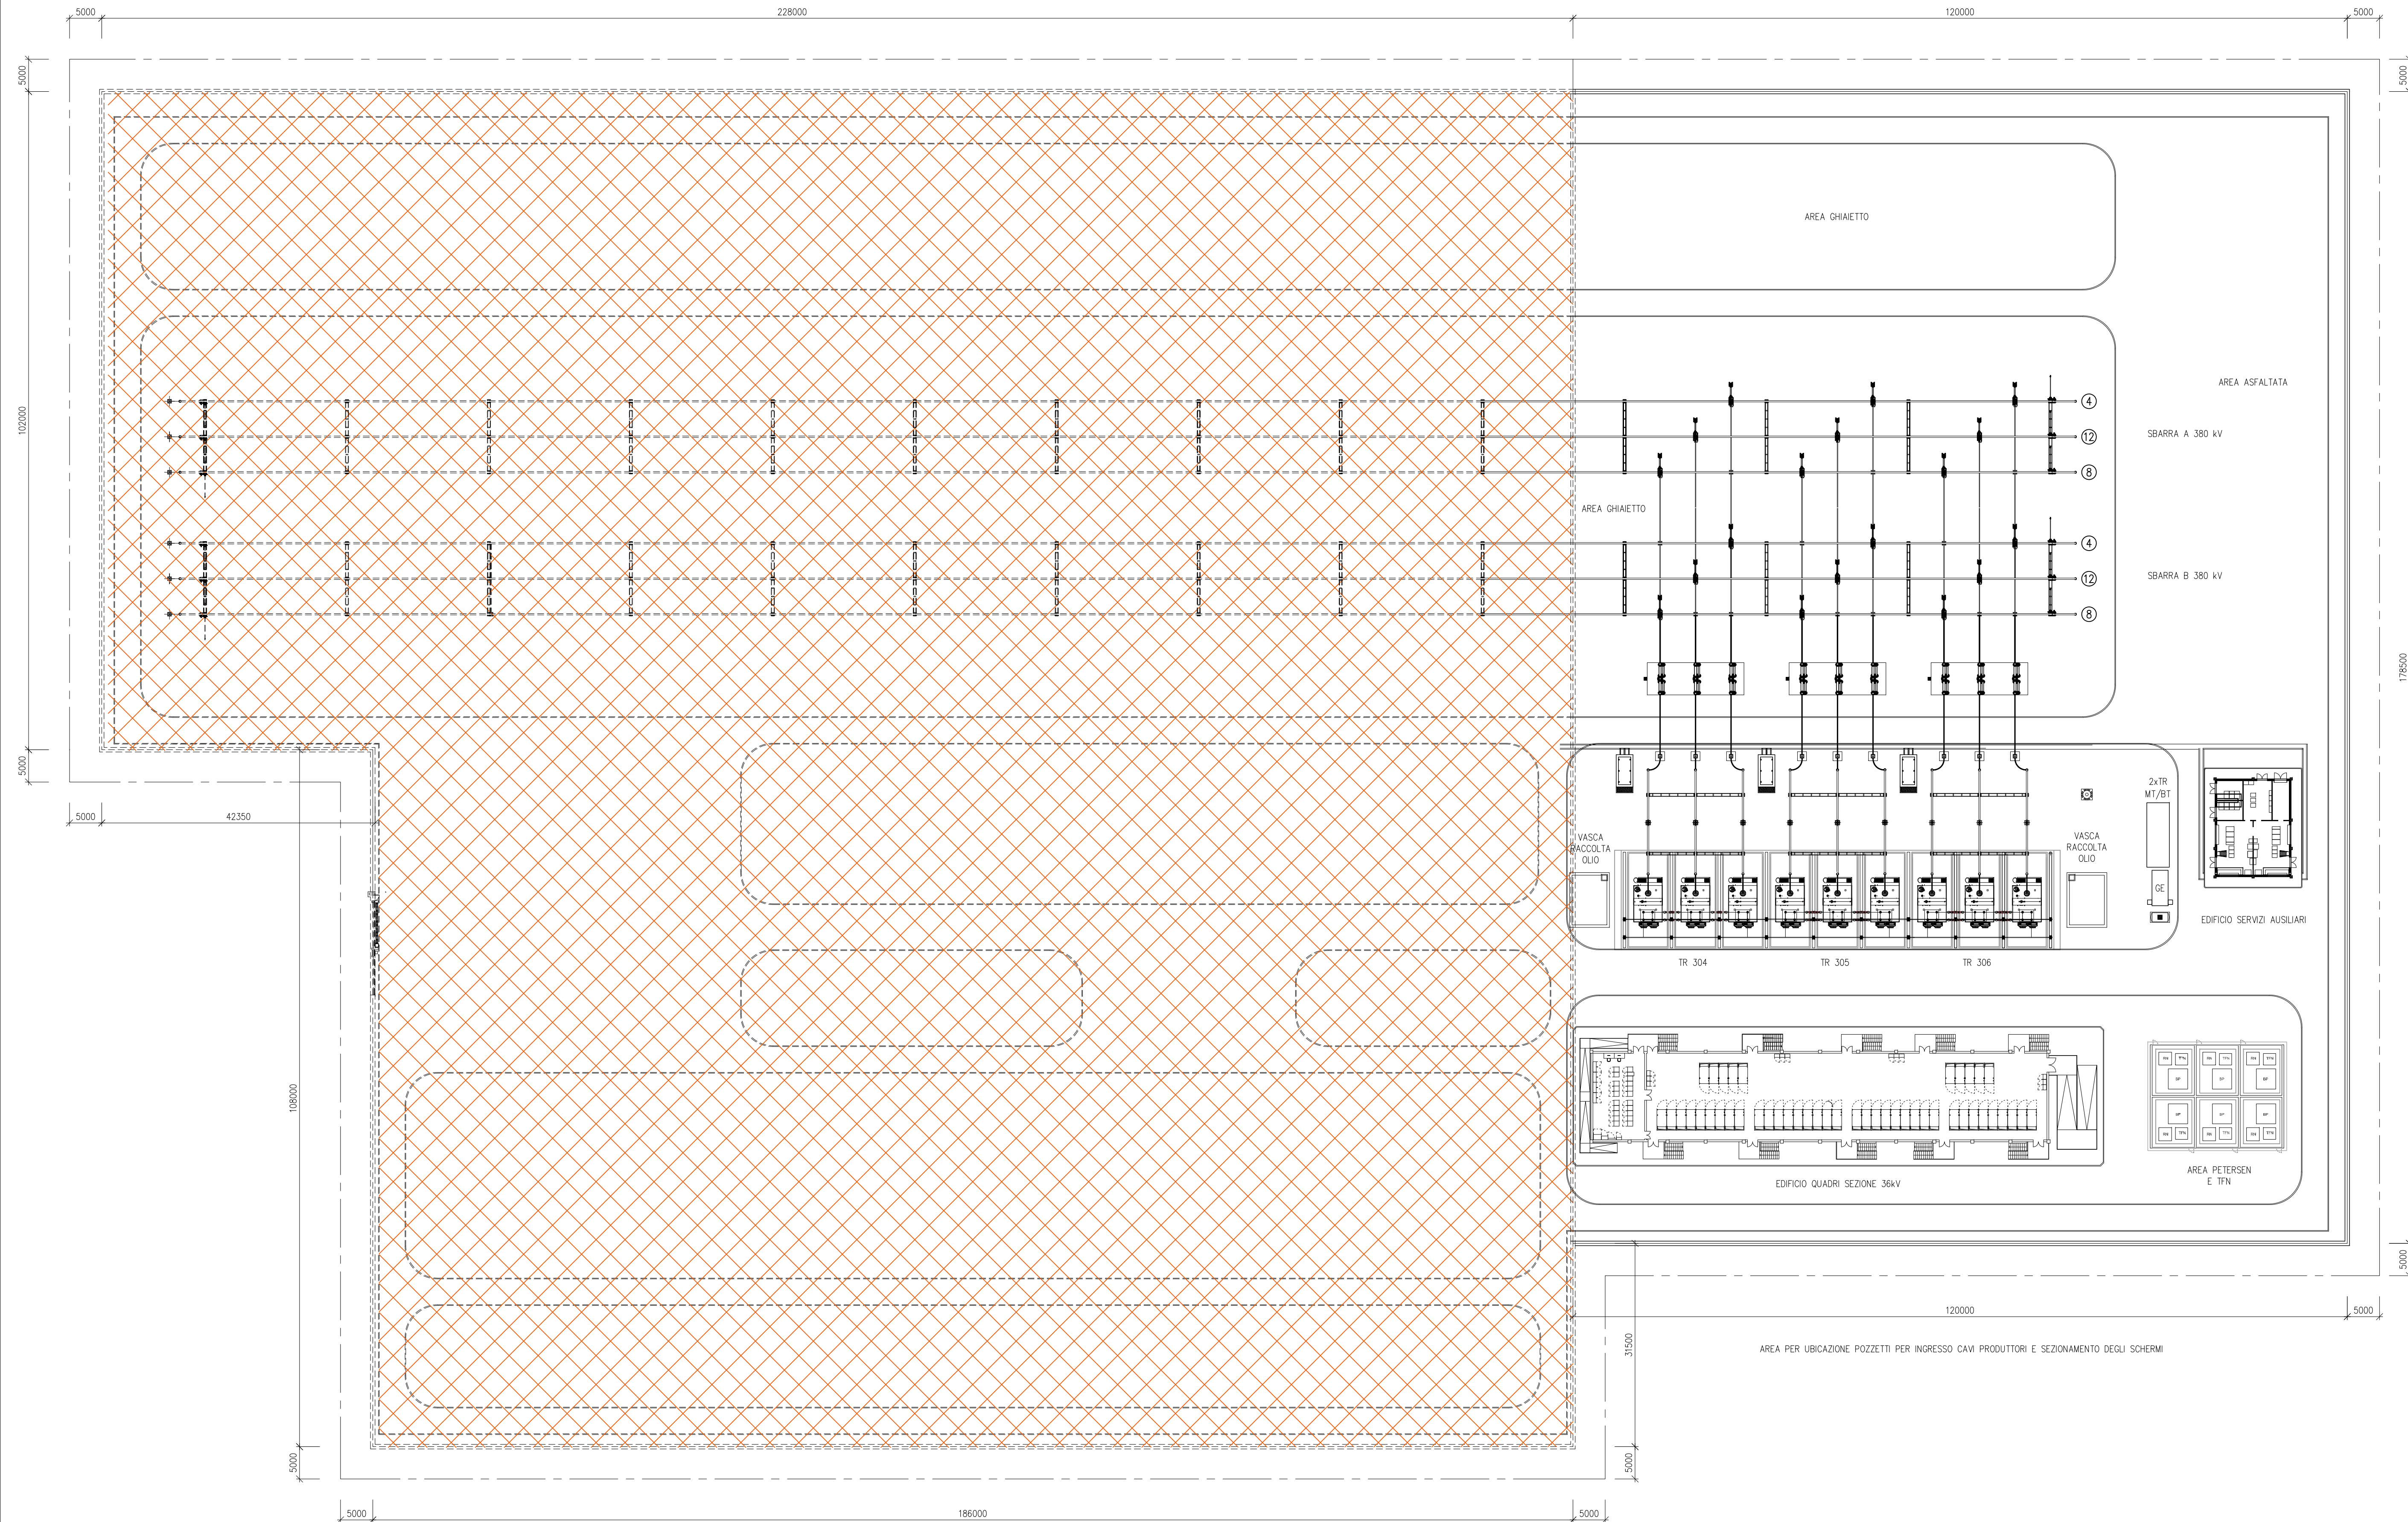 5000
228000
120000
5000
5000
5000
AREA GHIAIETTO
AREA ASFALTATA
4
102000
12
SBARRA A 380 kV
8
AREA GHIAIETTO
4
12
SBARRA B 380 kV
8
178500
5000
2xTR
MT/BT
5000
42350
VASCA
RACCOLTA
OLIO
VASCA
RACCOLTA
OLIO
GE
EDIFICIO SERVIZI AUSILIARI
TR 304
TR 305
TR 306
108000
AREA PETERSEN
E TFN
EDIFICIO QUADRI SEZIONE 36kV
5000
120000
5000
31500
AREA PER UBICAZIONE POZZETTI PER INGRESSO CAVI PRODUTTORI E SEZIONAMENTO DEGLI SCHERMI
5000
5000
5000
186000
5000